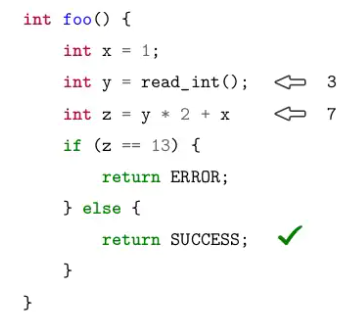 int foo() {
    int x = 1;
    int y = read_int(); ⇐ 3
    int z = y * 2 + x ⇐ 7
    if (z == 13) {
        return ERROR;
    } else {
        return SUCCESS; ✓
    }
}